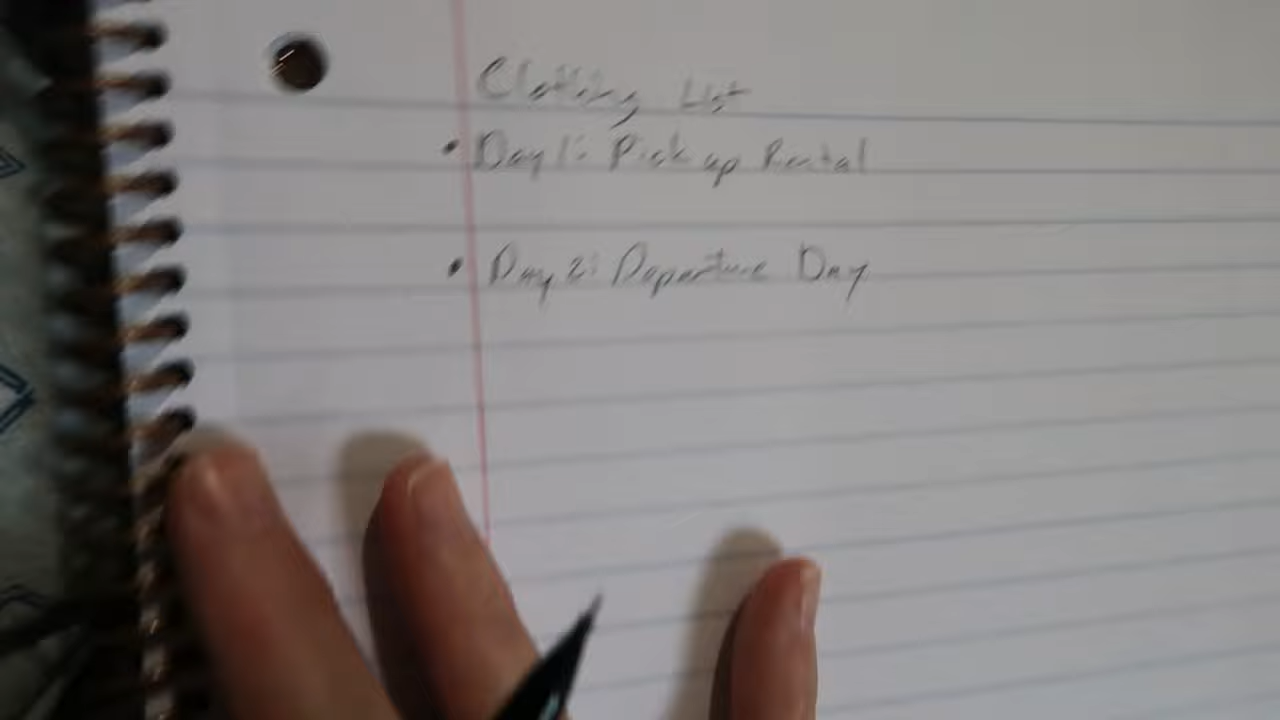 Clothing List
• Day 1: Pick up Rental
• Day 2: Departure Day